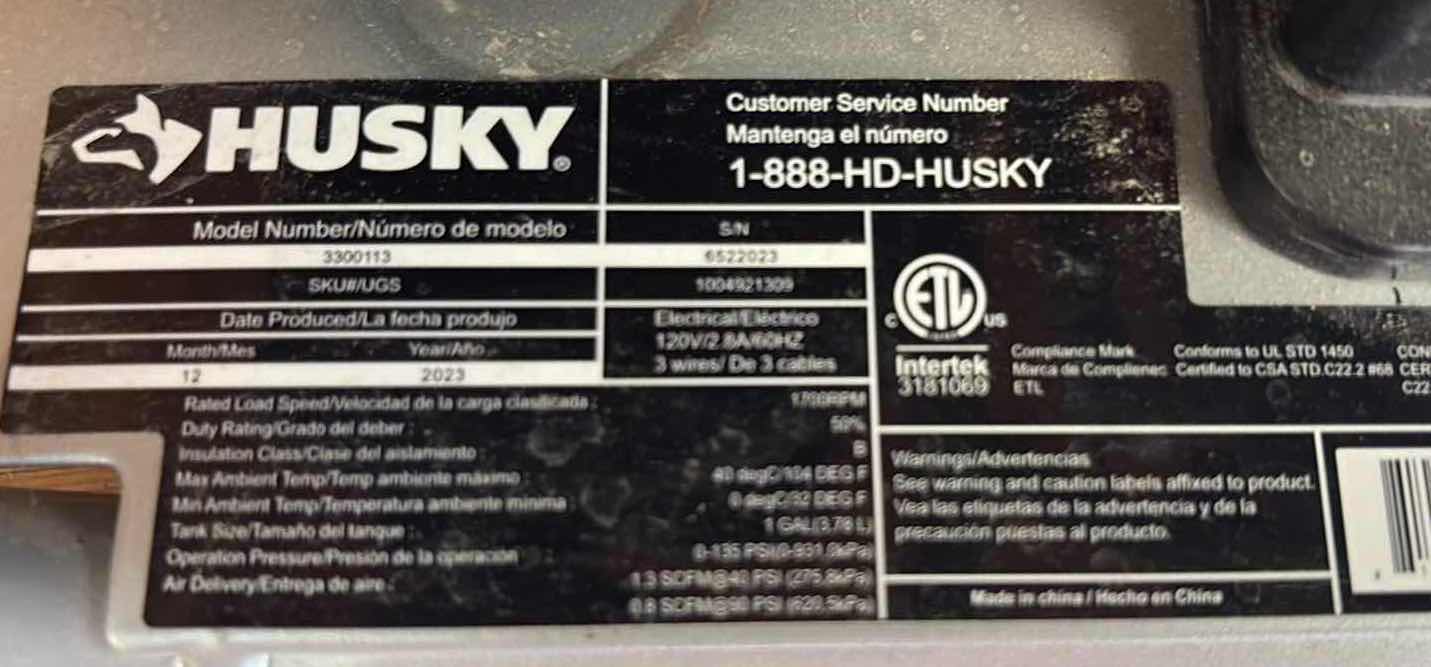 HUSKY®
Customer Service Number
Mantenga el número
1-888-HD-HUSKY
Model Number/Número de modelo
3300113
S/N
6522023
SKU#/UGS
1004921309
Date Produced/La fecha produjo
Month/Mes Year/Año
12 2023
Electrical/Eléctrico
120V/2.8A/60HZ
3 wires/ De 3 cables
Rated Load Speed/Velocidad de la carga clasificada :
Duty Rating/Grado del deber : 50%
Insulation Class/Clase del aislamiento : B
Max Ambient Temp/Temp ambiente máximo : 40 degC/104 DEG F
Min Ambient Temp/Temperatura ambiente mínima : 0 degC/32 DEG F
Tank Size/Tamaño del tanque : 1 GAL(3.78 L)
Operation Pressure/Presión de la operación : 0-135 PSI(0-931.0kPa)
Air Delivery/Entrega de aire : 1.3 SCFM@40 PSI (275.8kPa)
0.8 SCFM@90 PSI (620.5kPa)
ETL
c us
Intertek
3181069
Compliance Mark
Marca de Compliences
ETL
Conforms to UL STD 1450
Certified to CSA STD.C22.2 #68
CON
CER
C22
Warnings/Advertencias
See warning and caution labels affixed to product.
Vea las etiquetas de la advertencia y de la
precaución puestas al producto.
Made in china / Hecho en China